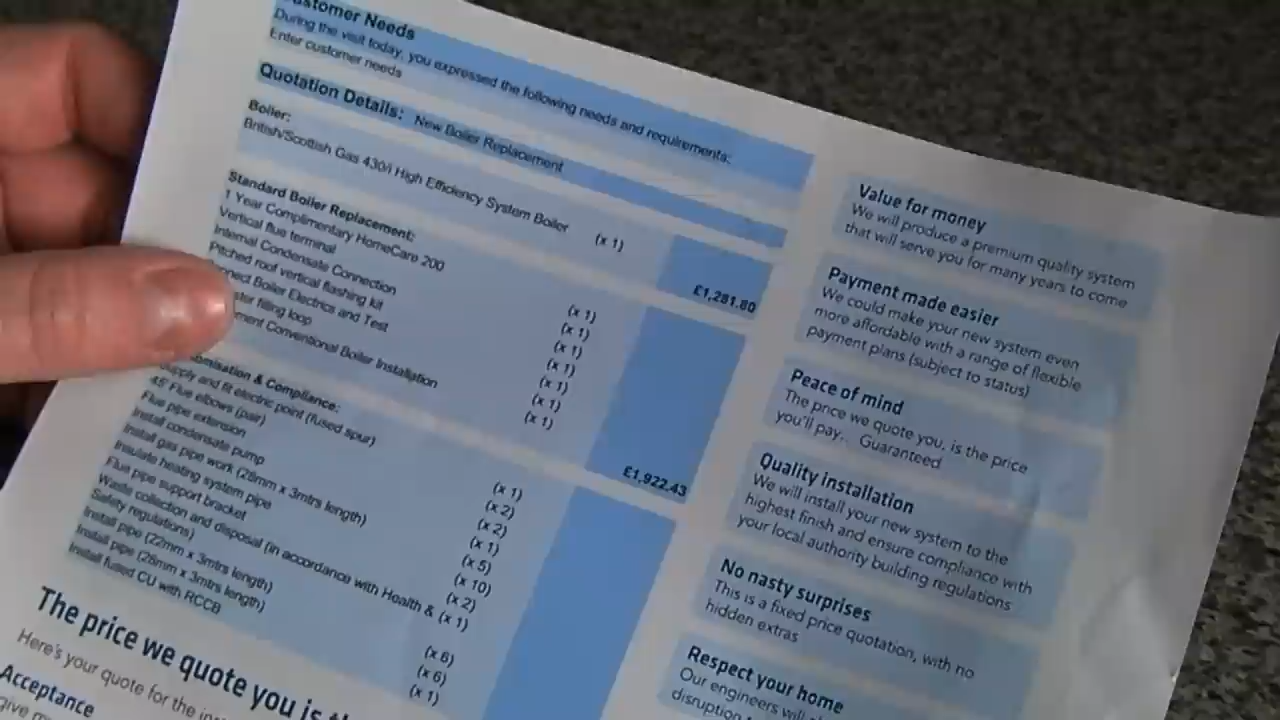 Customer Needs
During the visit today, you expressed the following needs and requirements:
Enter customer needs
Quotation Details: New Boiler Replacement
Boiler:
British/Scottish Gas 430/i High Efficiency System Boiler (x 1)
£1,281.80
Standard Boiler Replacement:
1 Year Complimentary HomeCare 200 (x 1)
Vertical flue terminal (x 1)
Internal Condensate Connection (x 1)
Pitched roof vertical flashing kit (x 1)
Boiler Electrics and Test (x 1)
filling loop (x 1)
Conventional Boiler Installation (x 1)
£1,922.43
& Compliance:
Supply and fit electric point (fused spur) (x 1)
45' Flue elbows (pair) (x 2)
Flue pipe extension (x 2)
Install condensate pump (x 1)
Install gas pipe work (28mm x 3mtrs length) (x 5)
Insulate heating system pipe (x 10)
Flue pipe support bracket (x 2)
Waste collection and disposal (in accordance with Health & (x 1)
Safety regulations)
Install pipe (22mm x 3mtrs length) (x 6)
Install pipe (28mm x 3mtrs length) (x 6)
Install fused CU with RCCB (x 1)
The price we quote you is
Here's your quote for the
Acceptance
give
Value for money
We will produce a premium quality system
that will serve you for many years to come
Payment made easier
We could make your new system even
more affordable with a range of flexible
payment plans (subject to status)
Peace of mind
The price we quote you, is the price
you'll pay. Guaranteed
Quality installation
We will install your new system to the
highest finish and ensure compliance with
your local authority building regulations
No nasty surprises
This is a fixed price quotation, with no
hidden extras
Respect your home
Our engineers will
disruption